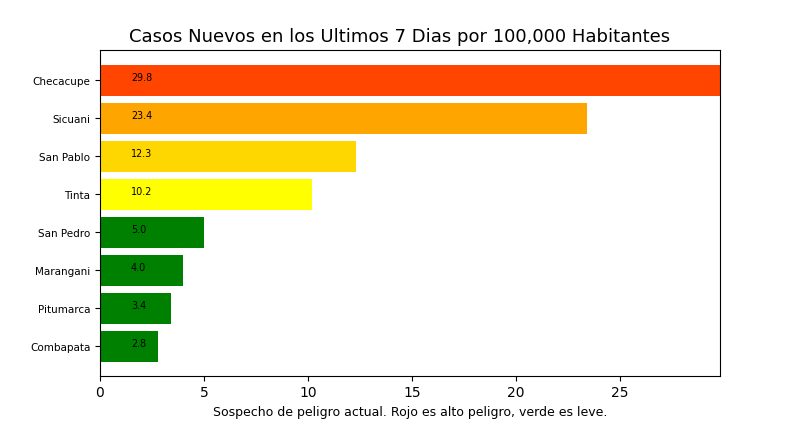 Casos Nuevos en los Ultimos 7 Dias por 100,000 Habitantes
Checacupe 29.8
Sicuani 23.4
San Pablo 12.3
Tinta 10.2
San Pedro 5.0
Marangani 4.0
Pitumarca 3.4
Combapata 2.8
0 5 10 15 20 25
Sospecho de peligro actual. Rojo es alto peligro, verde es leve.